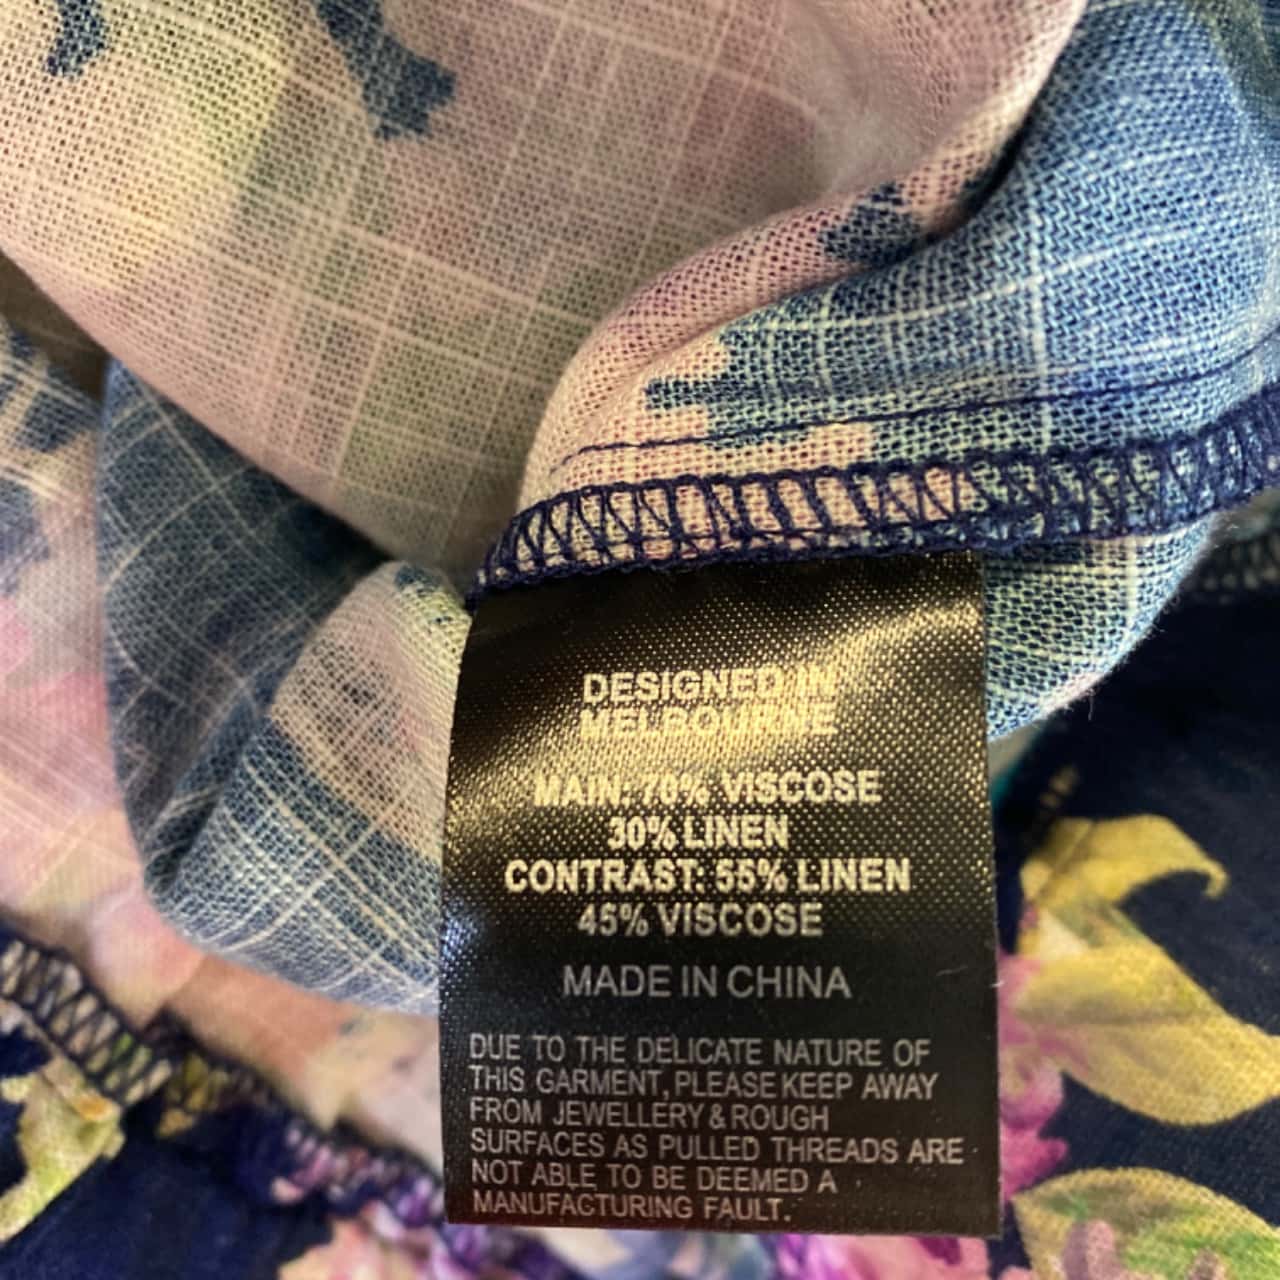 DESIGNED IN
MELBOURNE
MAIN: 70% VISCOSE
30% LINEN
CONTRAST: 55% LINEN
45% VISCOSE
MADE IN CHINA
DUE TO THE DELICATE NATURE OF
THIS GARMENT, PLEASE KEEP AWAY
FROM JEWELLERY & ROUGH
SURFACES AS PULLED THREADS ARE
NOT ABLE TO BE DEEMED A
MANUFACTURING FAULT.